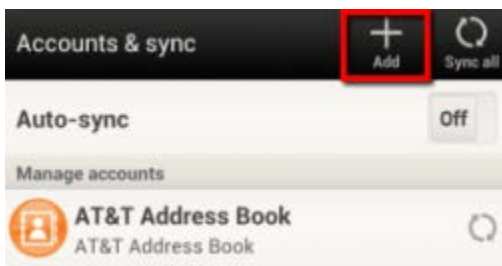 Accounts & sync
Add
Sync all
Auto-sync
Off
Manage accounts
AT&T Address Book
AT&T Address Book